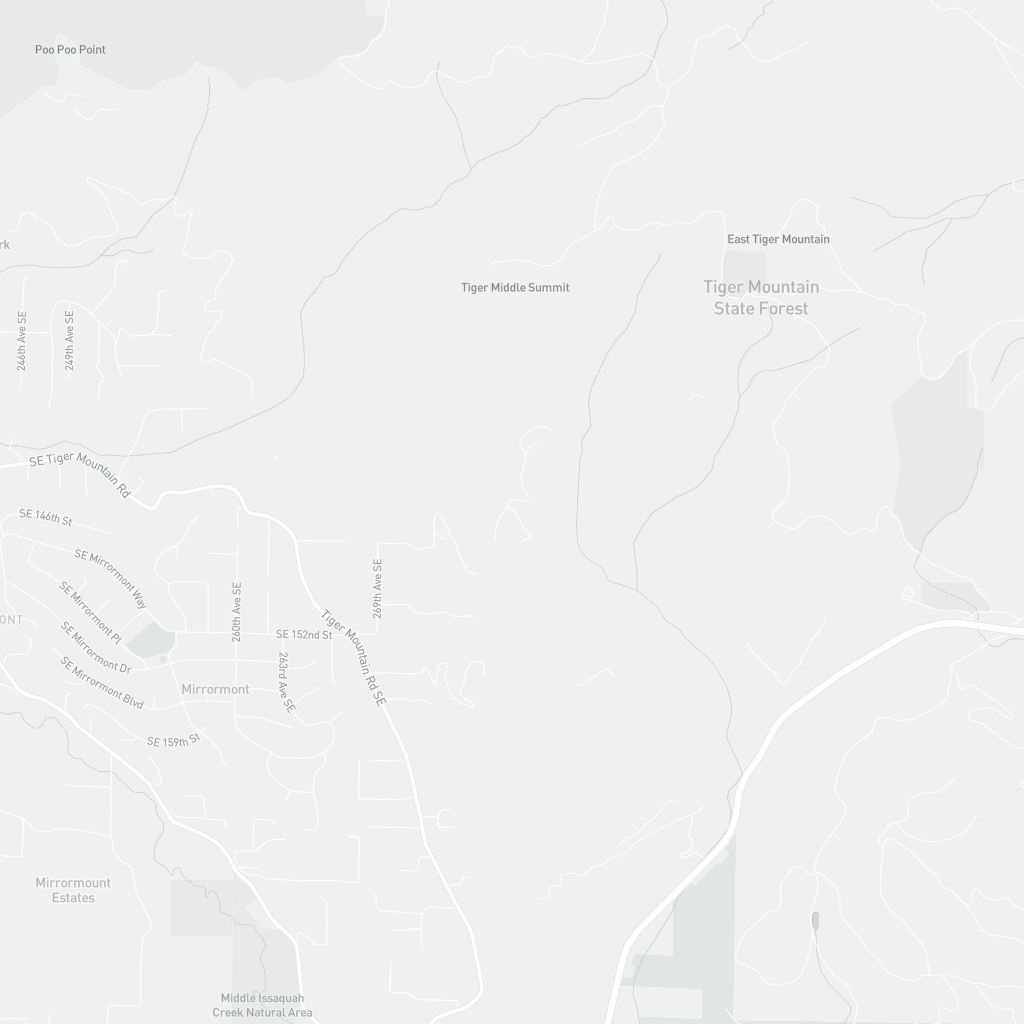 Poo Poo Point
rk
East Tiger Mountain
Tiger Middle Summit
Tiger Mountain
State Forest
246th Ave SE
249th Ave SE
SE Tiger Mountain Rd
SE 146th St
SE Mirrormont Way
SE Mirrormont Pl
269th Ave SE
260th Ave SE
ONT
SE Mirrormont Dr
SE 152nd St
Tiger Mountain Rd SE
SE Mirrormont Blvd
263rd Ave SE
Mirrormont
SE 159th St
Mirrormount
Estates
Middle Issaquah
Creek Natural Area